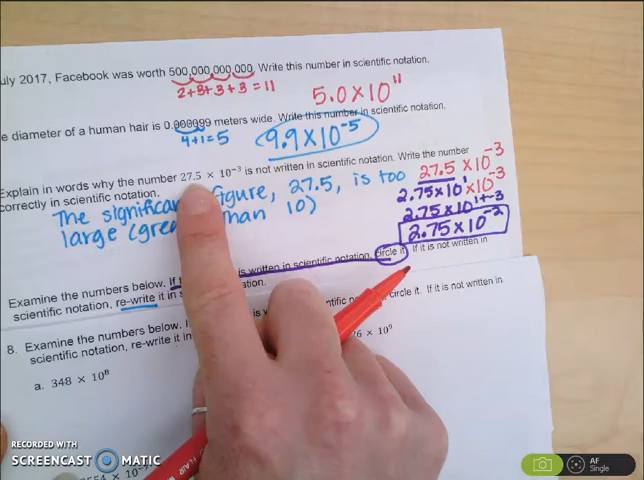 uly 2017, Facebook was worth 500,000,000,000. Write this number in scientific notation.
2+3+3+3=11
5.0×10¹¹
e diameter of a human hair is 0.000099 meters wide. Write this number in scientific notation.
4+1=5
9.9×10⁻⁵
Explain in words why the number 27.5 × 10⁻³ is not written in scientific notation. Write the number
correctly in scientific notation.
27.5 ×10⁻³
The figure, 27.5, is too
2.75×10¹×10⁻³
large 10)
2.75×10¹⁺⁻³
2.75×10⁻²
Examine the numbers below. If is written in scientific notation, circle it. If it is not written in
scientific notation, re-write it in
8. Examine the numbers below. circle it. If it is not written in
scientific notation, re-write it in
a. 348 × 10⁸
6 × 10⁹
RECORDED WITH
SCREENCAST MATIC
FLAIR
AF
Single